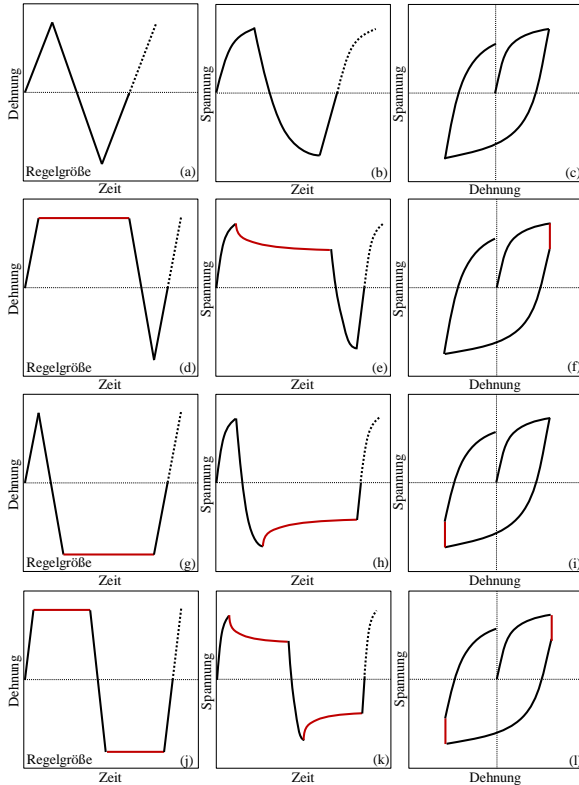 Dehnung
Regelgröße
(a)
Zeit
Spannung
(b)
Zeit
Spannung
(c)
Dehnung
Dehnung
Regelgröße
(d)
Zeit
Spannung
(e)
Zeit
Spannung
(f)
Dehnung
Dehnung
Regelgröße
(g)
Zeit
Spannung
(h)
Zeit
Spannung
(i)
Dehnung
Dehnung
Regelgröße
(j)
Zeit
Spannung
(k)
Zeit
Spannung
(l)
Dehnung